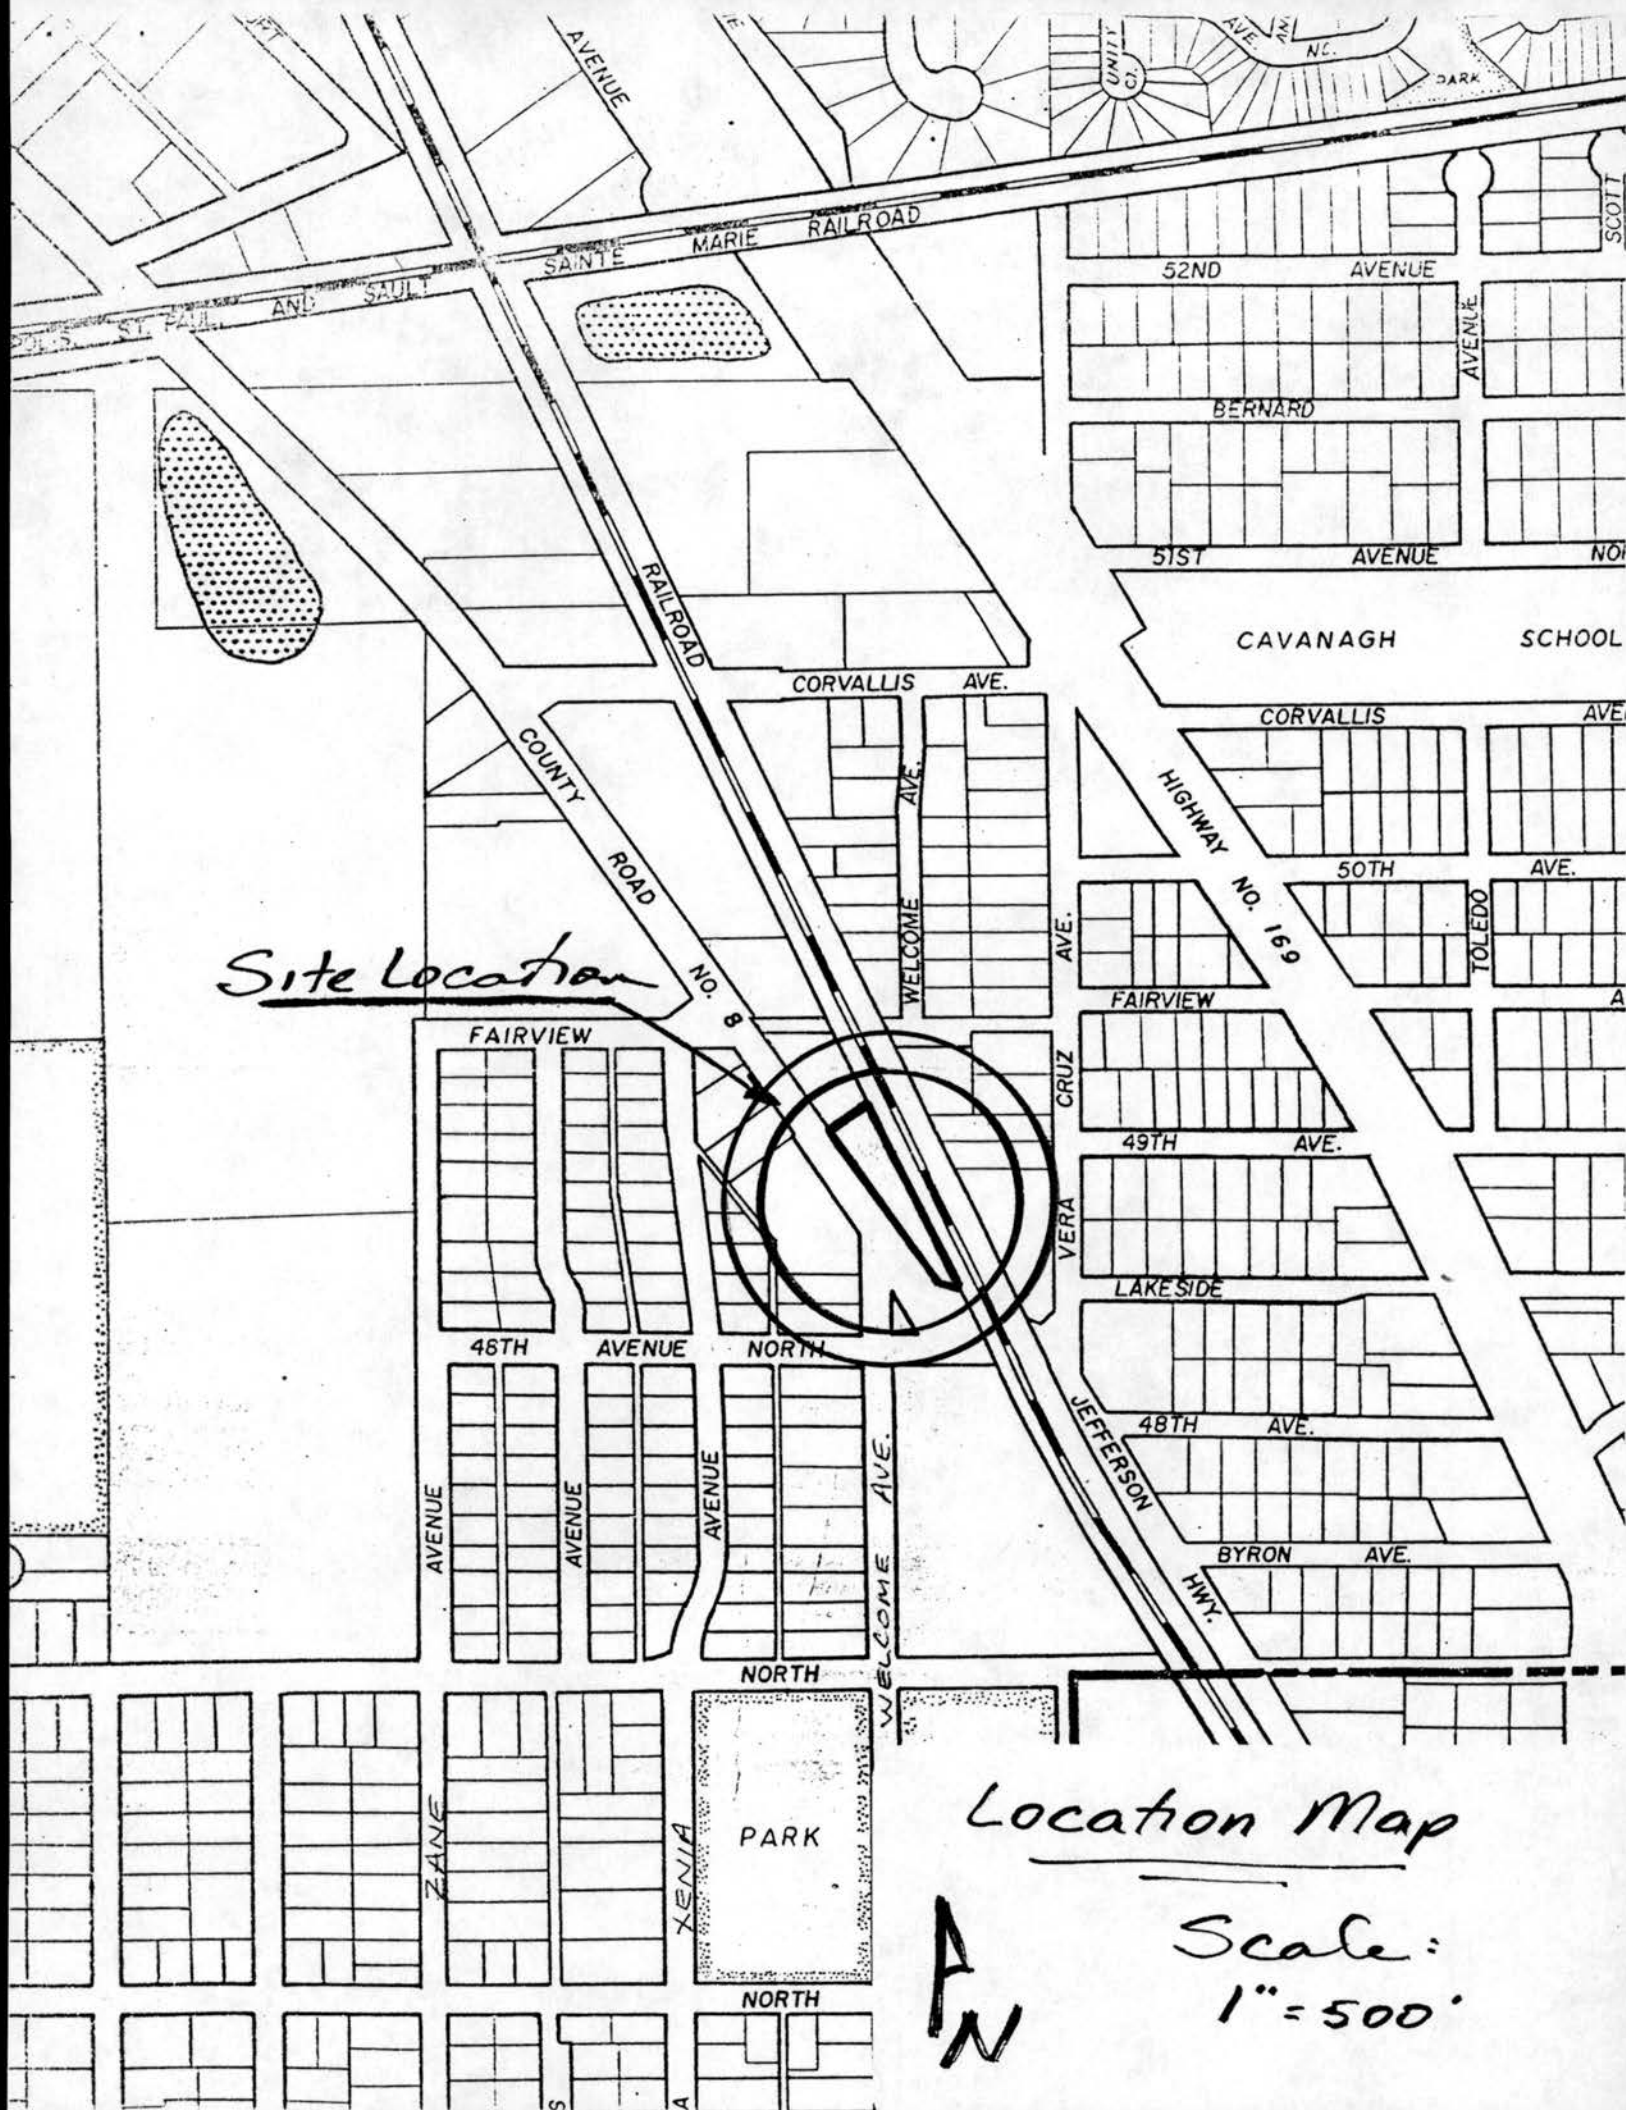 AVENUE
UNITY
CT.
AVE.
NC.
PARK
SCOTT
ST. PAUL AND SAULT SAINTE MARIE RAILROAD
52ND AVENUE
AVENUE
BERNARD
51ST AVENUE
CAVANAGH SCHOOL
RAILROAD
CORVALLIS AVE.
CORVALLIS
COUNTY ROAD NO. 8
HIGHWAY NO. 169
WELCOME AVE.
50TH AVE.
TOLEDO
Site Location
FAIRVIEW
FAIRVIEW
VERA CRUZ AVE.
49TH AVE.
LAKESIDE
48TH AVENUE NORTH
JEFFERSON HWY.
48TH AVE.
AVENUE
AVENUE
AVENUE
WELCOME AVE.
BYRON AVE.
NORTH
ZANE
XENIA
PARK
Location Map
Scale:
1"=500'
N
NORTH
S
A